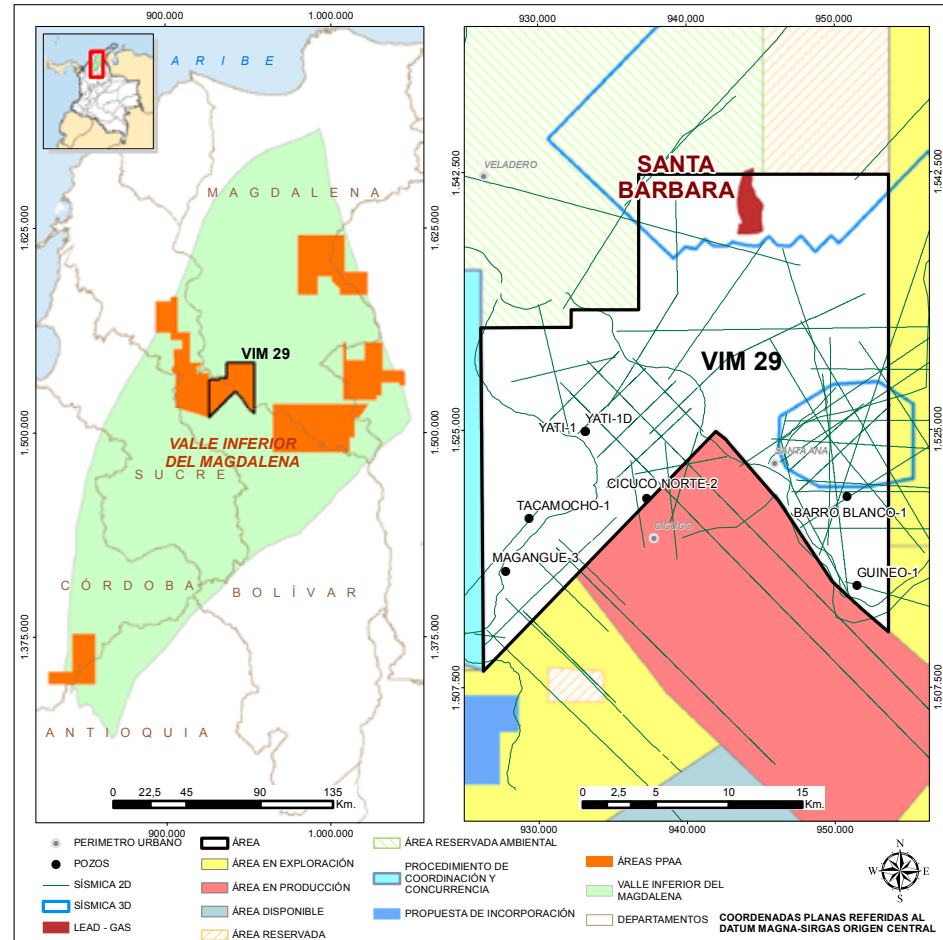 900.000
1.000.000
930.000
940.000
950.000
A R I B E
MAGDALENA
1.625.000
VIM 29
1.500.000
VALLE INFERIOR
DEL MAGDALENA
SUCRE
CÓRDOBA
BOLÍVAR
1.375.000
ANTIOQUIA
0 22,5 45 90 135
Km.
900.000
1.000.000
1.625.000
1.500.000
1.375.000
VELADERO
SANTA
BARBARA
1.542.500
1.542.500
VIM 29
YATI-1D
YATI-1
1.525.000
1.525.000
SANTA ANA
CICUCO NORTE-2
TACAMOCHO-1
BARRO BLANCO-1
CICUCO
MAGANGUE-3
GUINEO-1
1.507.500
1.507.500
0 2,5 5 10 15
Km.
930.000
940.000
950.000
PERIMETRO URBANO
POZOS
SÍSMICA 2D
SÍSMICA 3D
LEAD - GAS
ÁREA
ÁREA EN EXPLORACIÓN
ÁREA EN PRODUCCIÓN
ÁREA DISPONIBLE
ÁREA RESERVADA
ÁREA RESERVADA AMBIENTAL
PROCEDIMIENTO DE
COORDINACIÓN Y
CONCURRENCIA
PROPUESTA DE INCORPORACIÓN
ÁREAS PPAA
VALLE INFERIOR DEL
MAGDALENA
DEPARTAMENTOS
N
W
E
S
COORDENADAS PLANAS REFERIDAS AL
DATUM MAGNA-SIRGAS ORIGEN CENTRAL